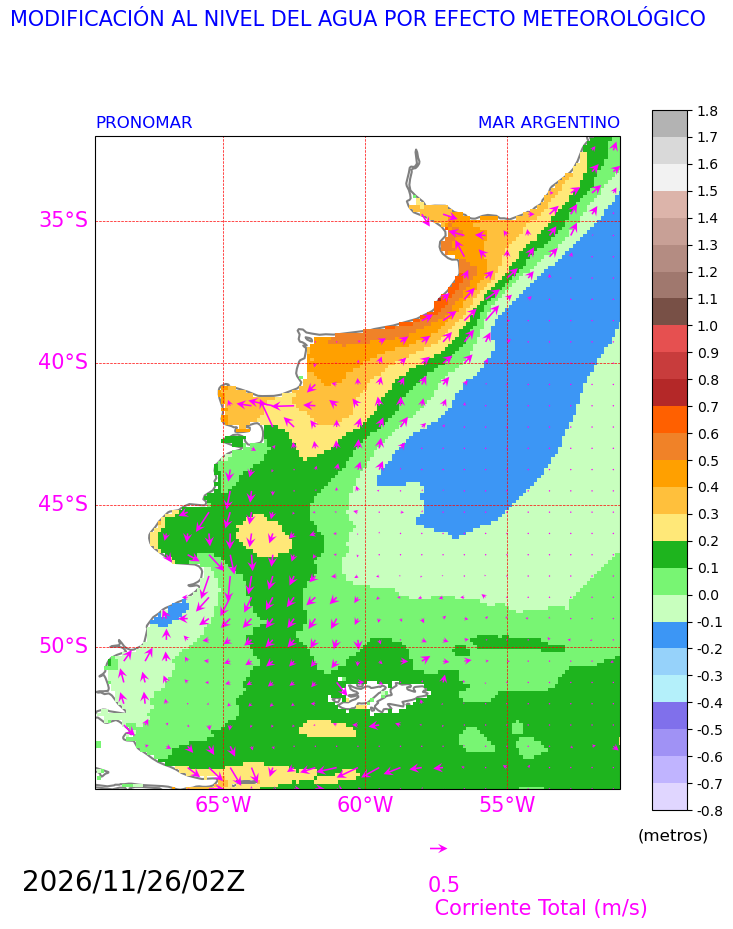 MODIFICACIÓN AL NIVEL DEL AGUA POR EFECTO METEOROLÓGICO
PRONOMAR MAR ARGENTINO
35°S
40°S
45°S
50°S
65°W 60°W 55°W
1.8
1.7
1.6
1.5
1.4
1.3
1.2
1.1
1.0
0.9
0.8
0.7
0.6
0.5
0.4
0.3
0.2
0.1
0.0
-0.1
-0.2
-0.3
-0.4
-0.5
-0.6
-0.7
-0.8
(metros)
2026/11/26/02Z
0.5
Corriente Total (m/s)